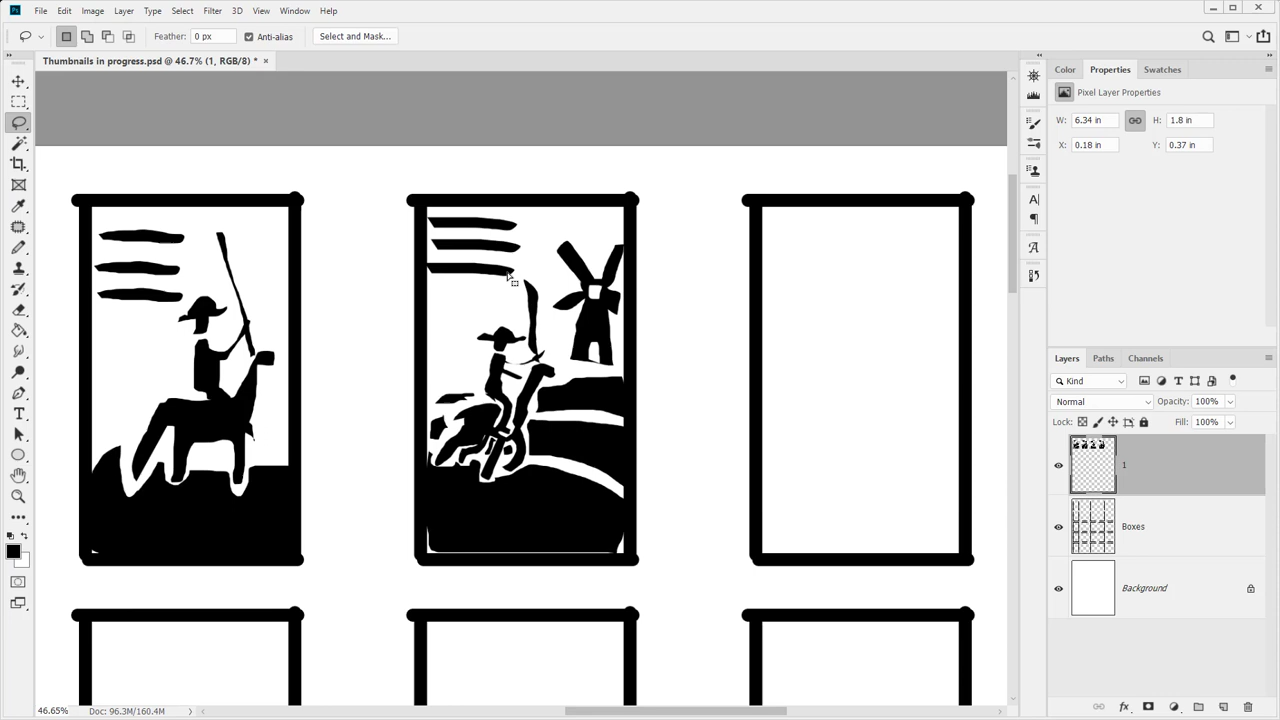 Ps File Edit Image Layer Type Select Filter 3D View Window Help
Feather: 0 px Anti-alias Select and Mask...
Thumbnails in progress.psd @ 46.7% (1, RGB/8) * ×
Color Properties Swatches
Pixel Layer Properties
W: 6.34 in H: 1.8 in
X: 0.18 in Y: 0.37 in
Layers Paths Channels
Kind
Normal Opacity: 100%
Lock: Fill: 100%
1
Boxes
Background
46.65% Doc: 96.3M/160.4M